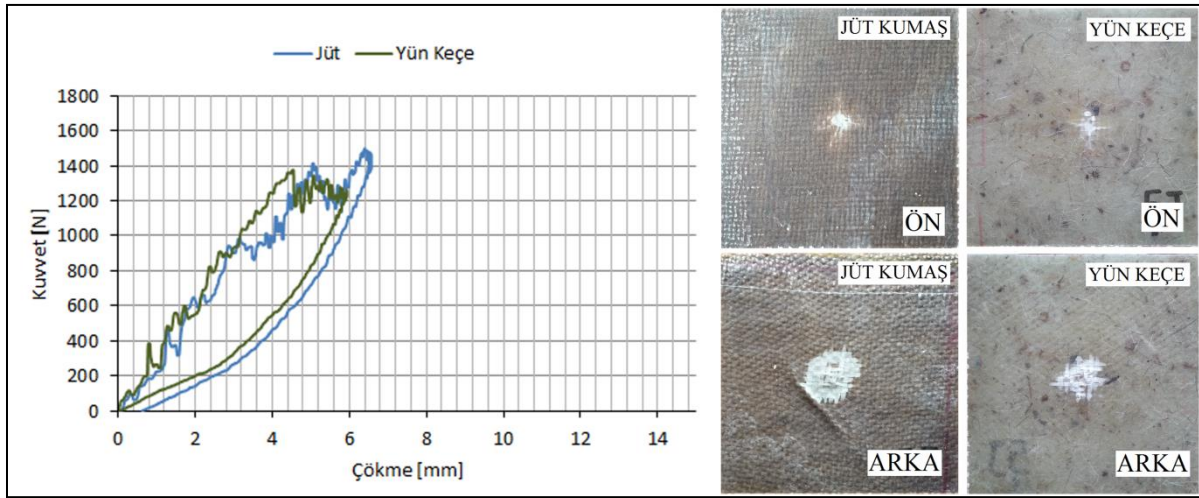 Jüt Yün Keçe
1800
1600
1400
1200
1000
800
600
400
200
0
0 2 4 6 8 10 12 14
Kuvvet [N]
Çökme [mm]
JÜT KUMAŞ
ÖN
YÜN KEÇE
ÖN
JÜT KUMAŞ
ARKA
YÜN KEÇE
ARKA